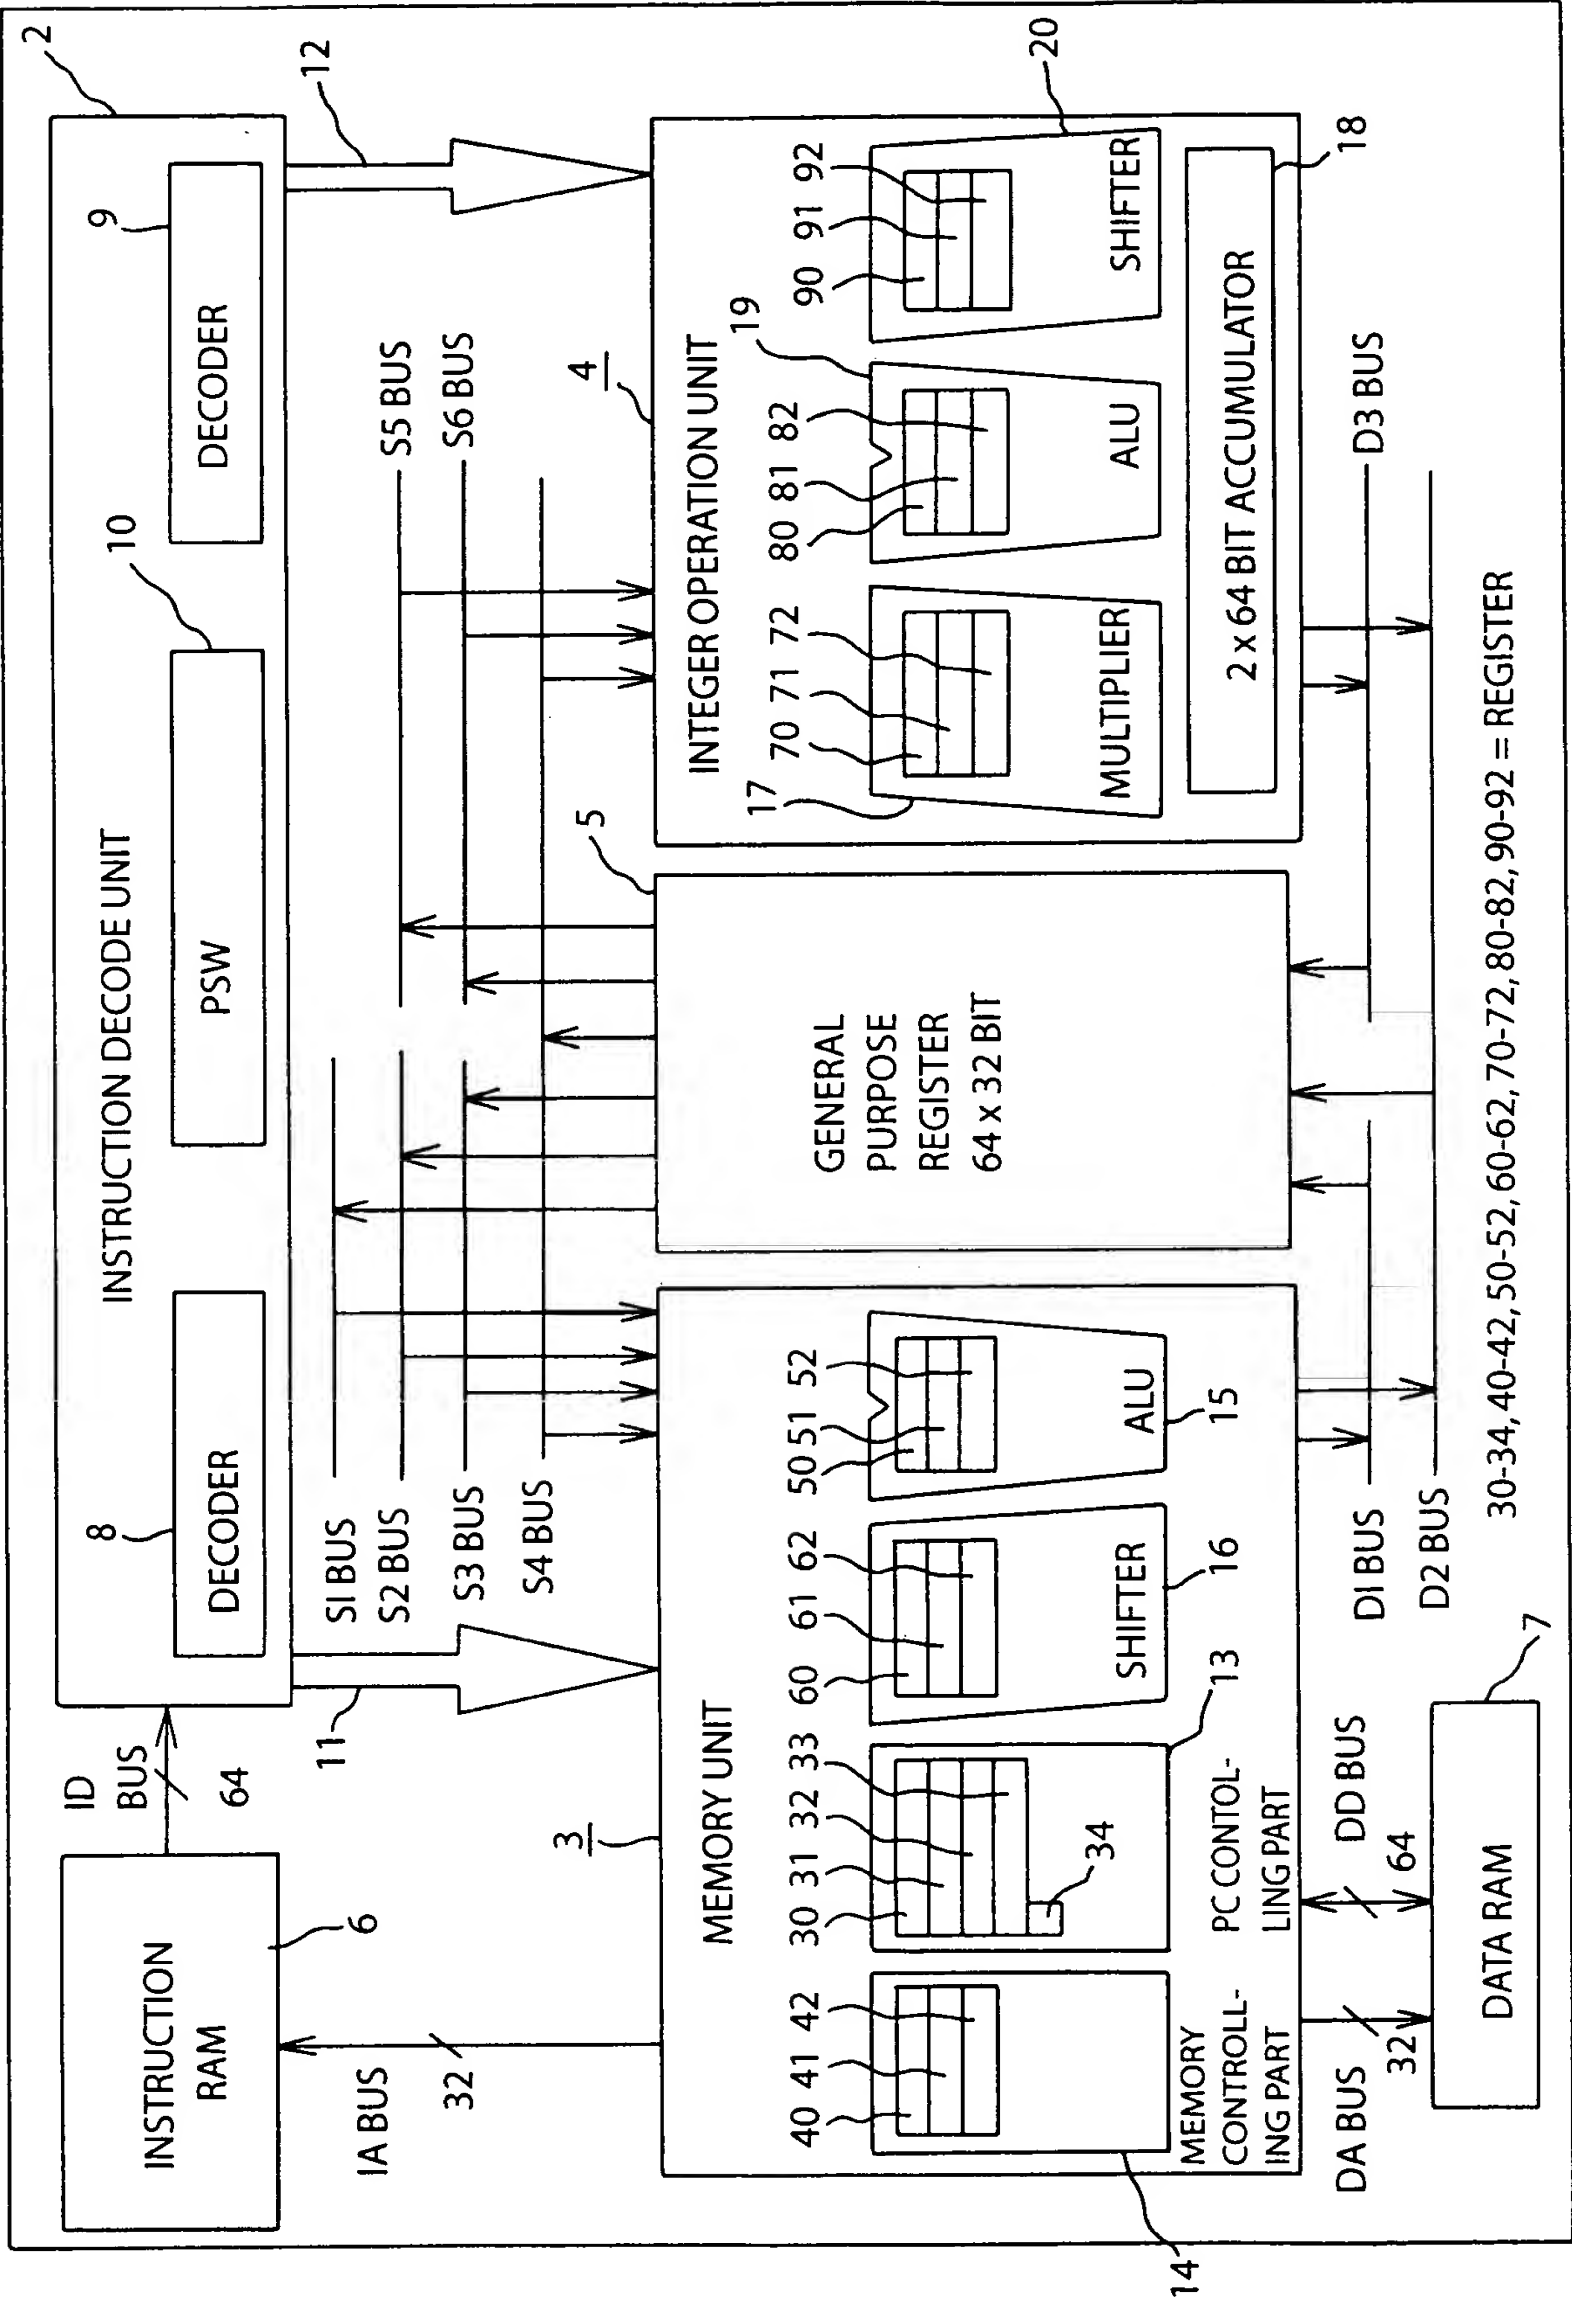 2
INSTRUCTION DECODE UNIT
8
DECODER
10
PSW
9
DECODER
INSTRUCTION
RAM
6
ID
BUS
64
11
12
IA BUS
32
S1 BUS
S2 BUS
S3 BUS
S4 BUS
S5 BUS
S6 BUS
3
MEMORY UNIT
40 41 42
MEMORY
CONTROLL-
ING PART
14
30 31 32 33
34
PC CONTOL-
LING PART
13
60 61 62
SHIFTER
16
50 51 52
ALU
15
5
GENERAL
PURPOSE
REGISTER
64 x 32 BIT
4
INTEGER OPERATION UNIT
17
70 71 72
MULTIPLIER
19
80 81 82
ALU
20
90 91 92
SHIFTER
2 x 64 BIT ACCUMULATOR
18
DA BUS
32
DD BUS
64
D1 BUS
D2 BUS
D3 BUS
7
DATA RAM
30-34, 40-42, 50-52, 60-62, 70-72, 80-82, 90-92 = REGISTER